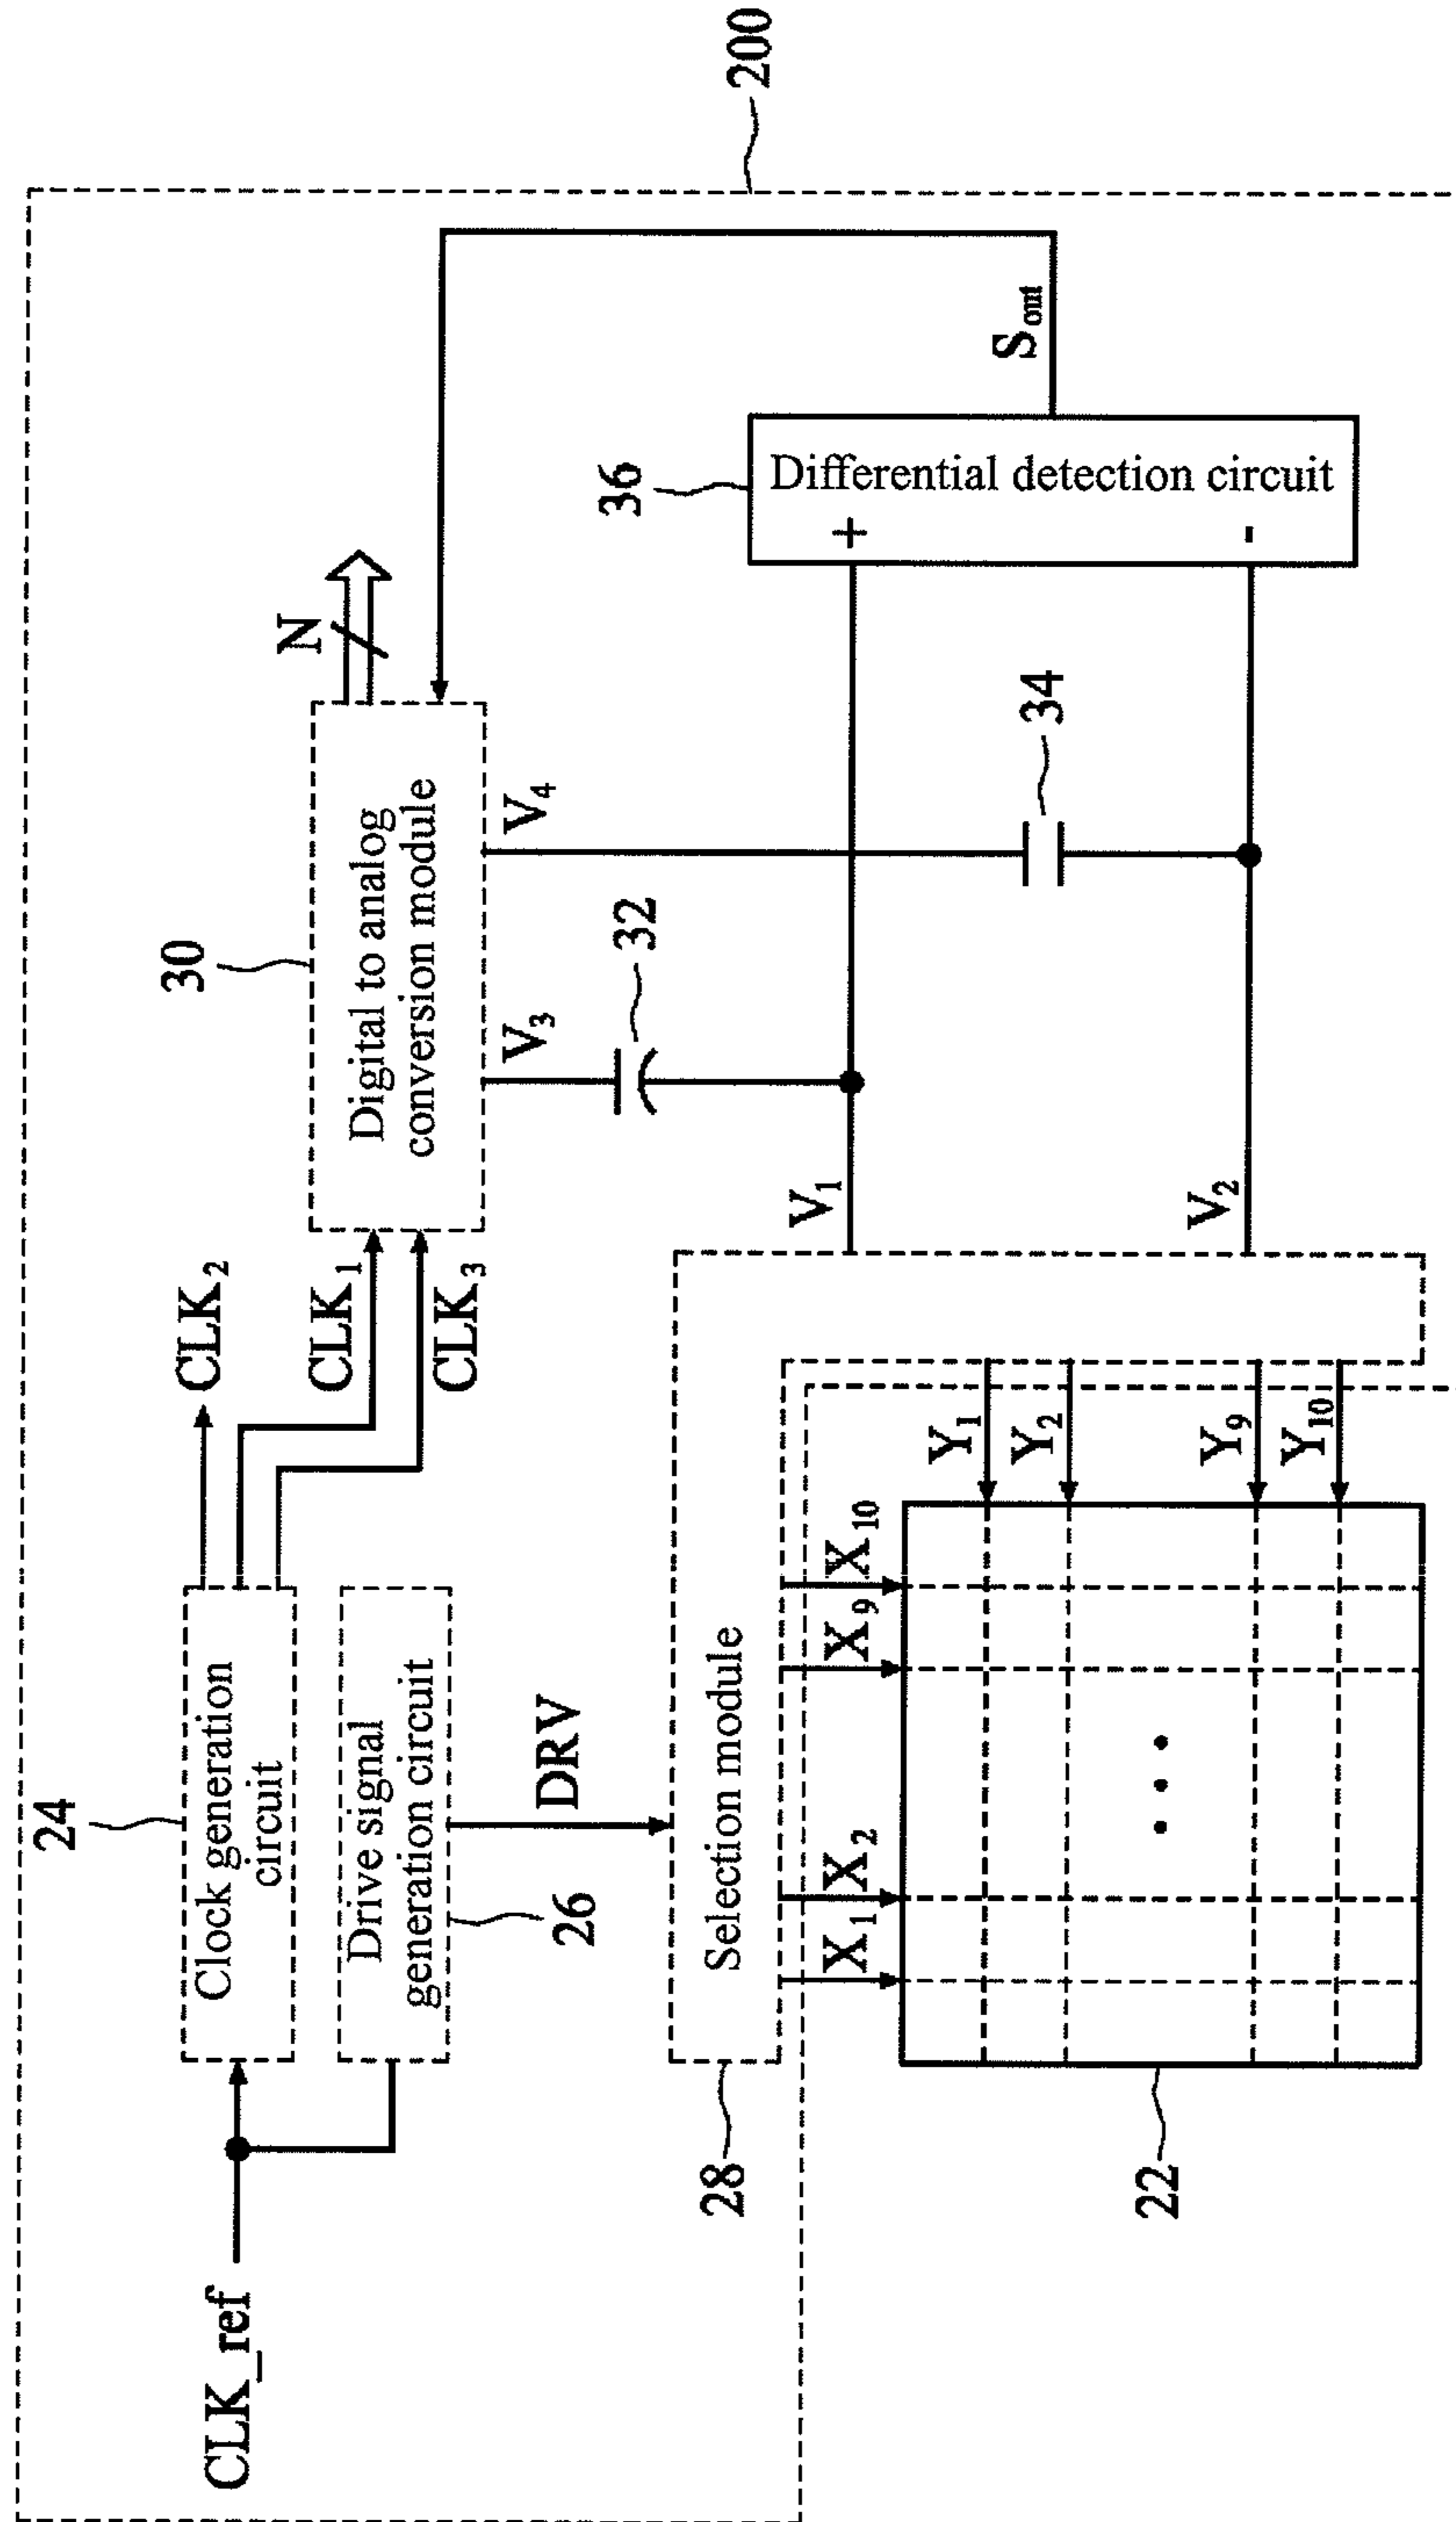 200
24
Clock generation
circuit
CLK_ref
Drive signal
generation circuit
26
DRV
CLK2
CLK1
CLK3
30
Digital to analog
conversion module
N
V3
V4
32
34
36
Differential detection circuit
+
-
Sout
V1
V2
28
Selection module
X1
X2
X9
X10
Y1
Y2
Y9
Y10
22